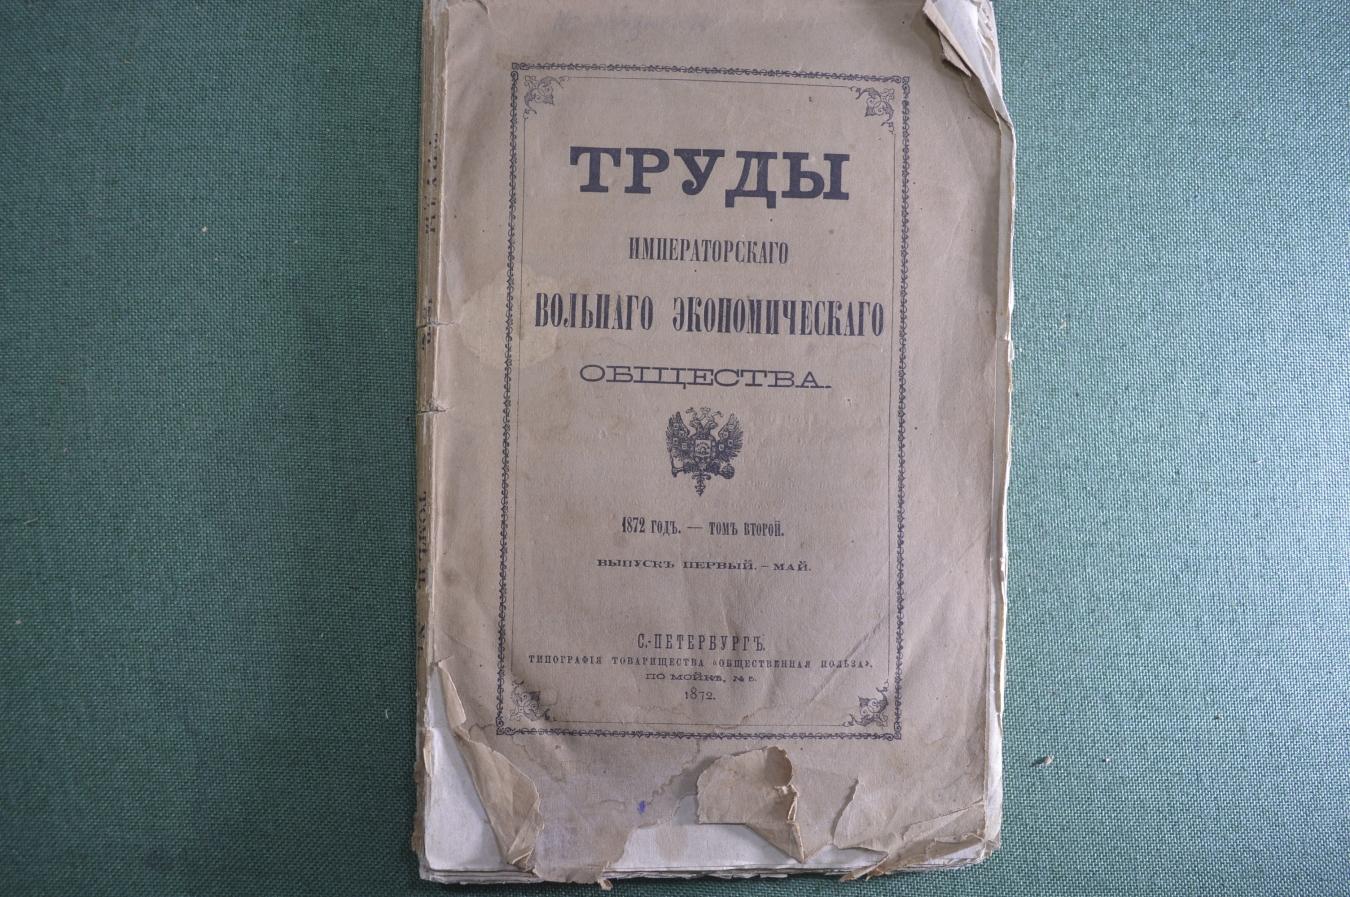 ТРУДЫ
ИМПЕРАТОРСКАГО
ВОЛЬНАГО ЭКОНОМИЧЕСКАГО
ОБЩЕСТВА.
1872 ГОДЪ. — ТОМЪ ВТОРОЙ.
ВЫПУСКЪ ПЕРВЫЙ. — МАЙ.
С.-ПЕТЕРБУРГЪ.
ТИПОГРАФІЯ ТОВАРИЩЕСТВА «ОБЩЕСТВЕННАЯ ПОЛЬЗА»,
ПО МОЙКѢ, № 5.
1872.